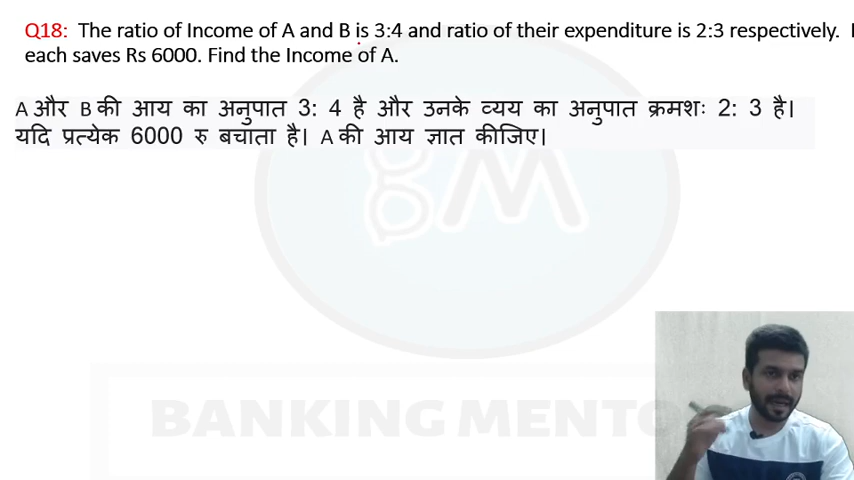 Q18: The ratio of Income of A and B is 3:4 and ratio of their expenditure is 2:3 respectively.
each saves Rs 6000. Find the Income of A.
A और B की आय का अनुपात 3: 4 है और उनके व्यय का अनुपात क्रमशः 2: 3 है।
यदि प्रत्येक 6000 रु बचाता है। A की आय ज्ञात कीजिए।
BM
BANKING